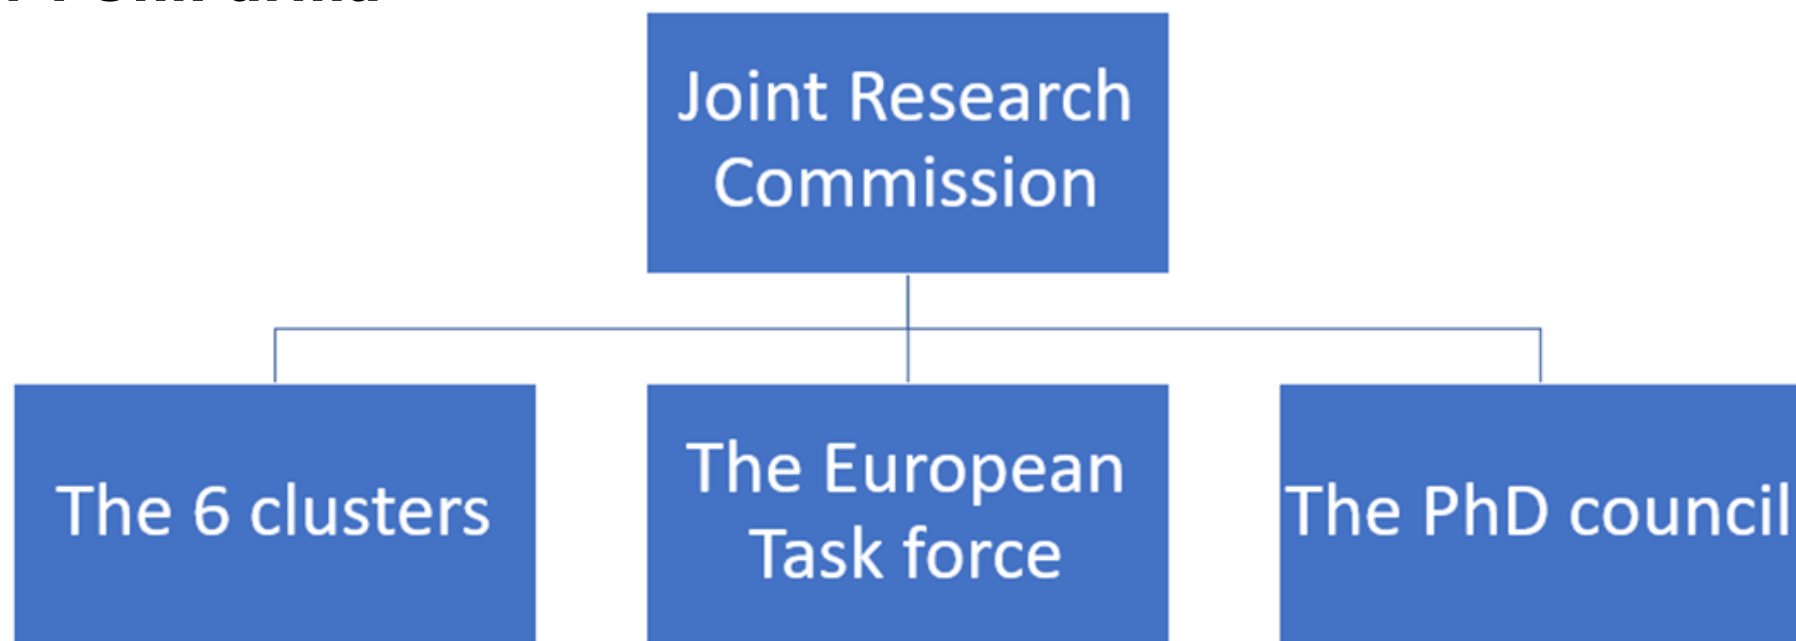 Joint Research
Commission
The 6 clusters
The European
Task force
The PhD council